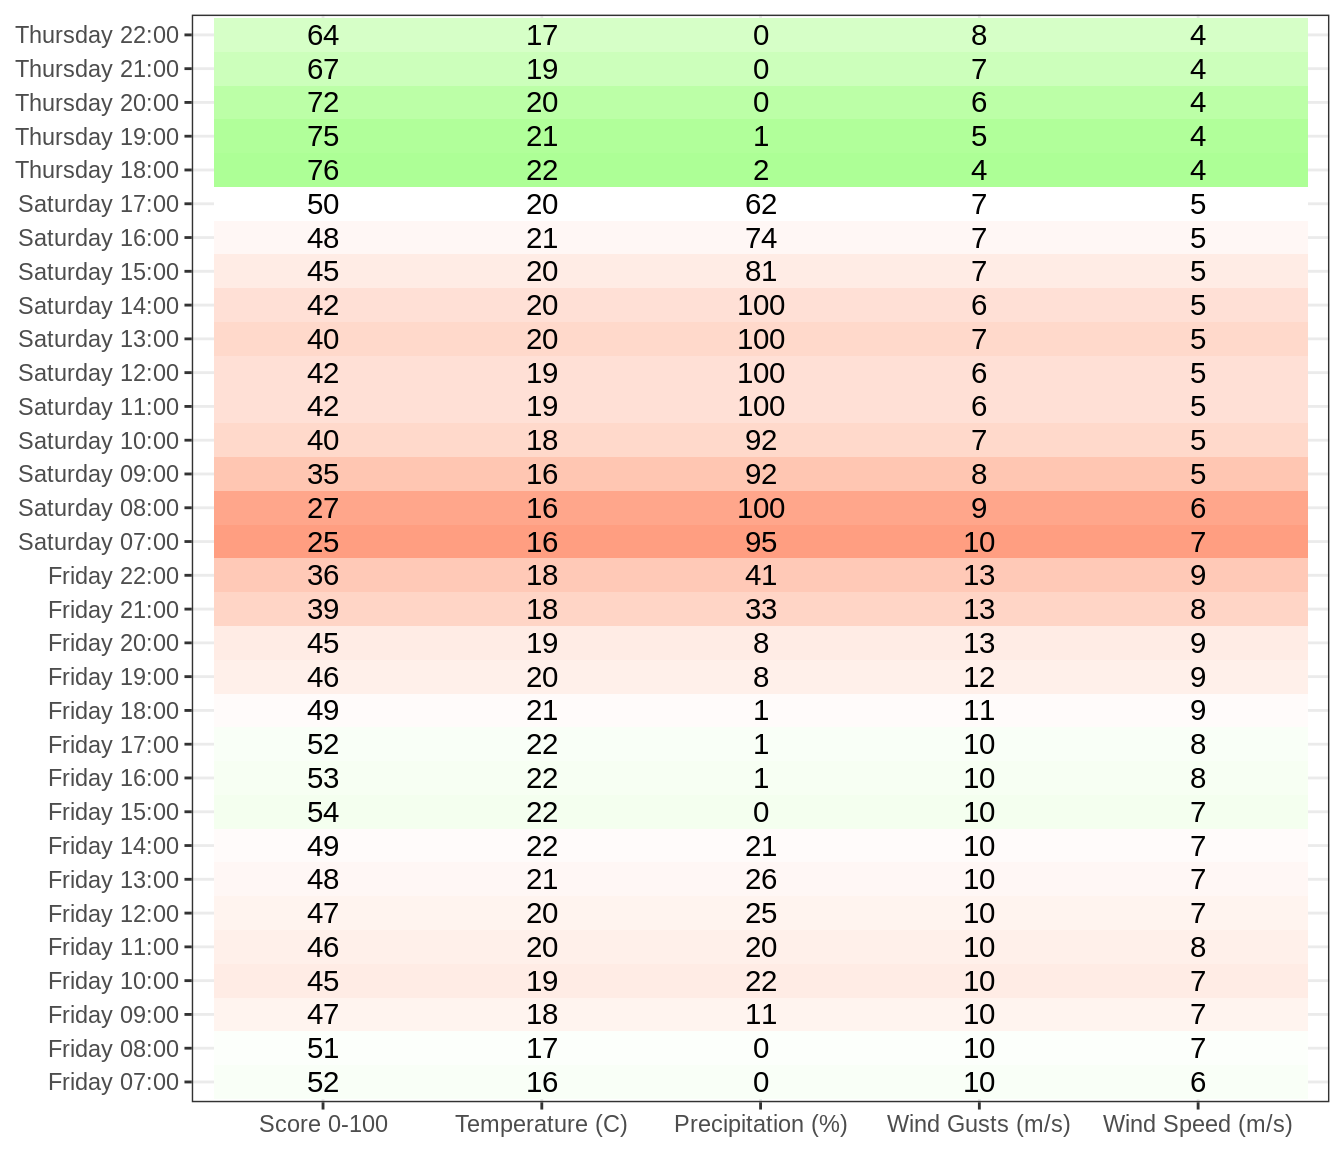 Thursday 22:00 64 17 0 8 4
Thursday 21:00 67 19 0 7 4
Thursday 20:00 72 20 0 6 4
Thursday 19:00 75 21 1 5 4
Thursday 18:00 76 22 2 4 4
Saturday 17:00 50 20 62 7 5
Saturday 16:00 48 21 74 7 5
Saturday 15:00 45 20 81 7 5
Saturday 14:00 42 20 100 6 5
Saturday 13:00 40 20 100 7 5
Saturday 12:00 42 19 100 6 5
Saturday 11:00 42 19 100 6 5
Saturday 10:00 40 18 92 7 5
Saturday 09:00 35 16 92 8 5
Saturday 08:00 27 16 100 9 6
Saturday 07:00 25 16 95 10 7
Friday 22:00 36 18 41 13 9
Friday 21:00 39 18 33 13 8
Friday 20:00 45 19 8 13 9
Friday 19:00 46 20 8 12 9
Friday 18:00 49 21 1 11 9
Friday 17:00 52 22 1 10 8
Friday 16:00 53 22 1 10 8
Friday 15:00 54 22 0 10 7
Friday 14:00 49 22 21 10 7
Friday 13:00 48 21 26 10 7
Friday 12:00 47 20 25 10 7
Friday 11:00 46 20 20 10 8
Friday 10:00 45 19 22 10 7
Friday 09:00 47 18 11 10 7
Friday 08:00 51 17 0 10 7
Friday 07:00 52 16 0 10 6
Score 0-100 Temperature (C) Precipitation (%) Wind Gusts (m/s) Wind Speed (m/s)